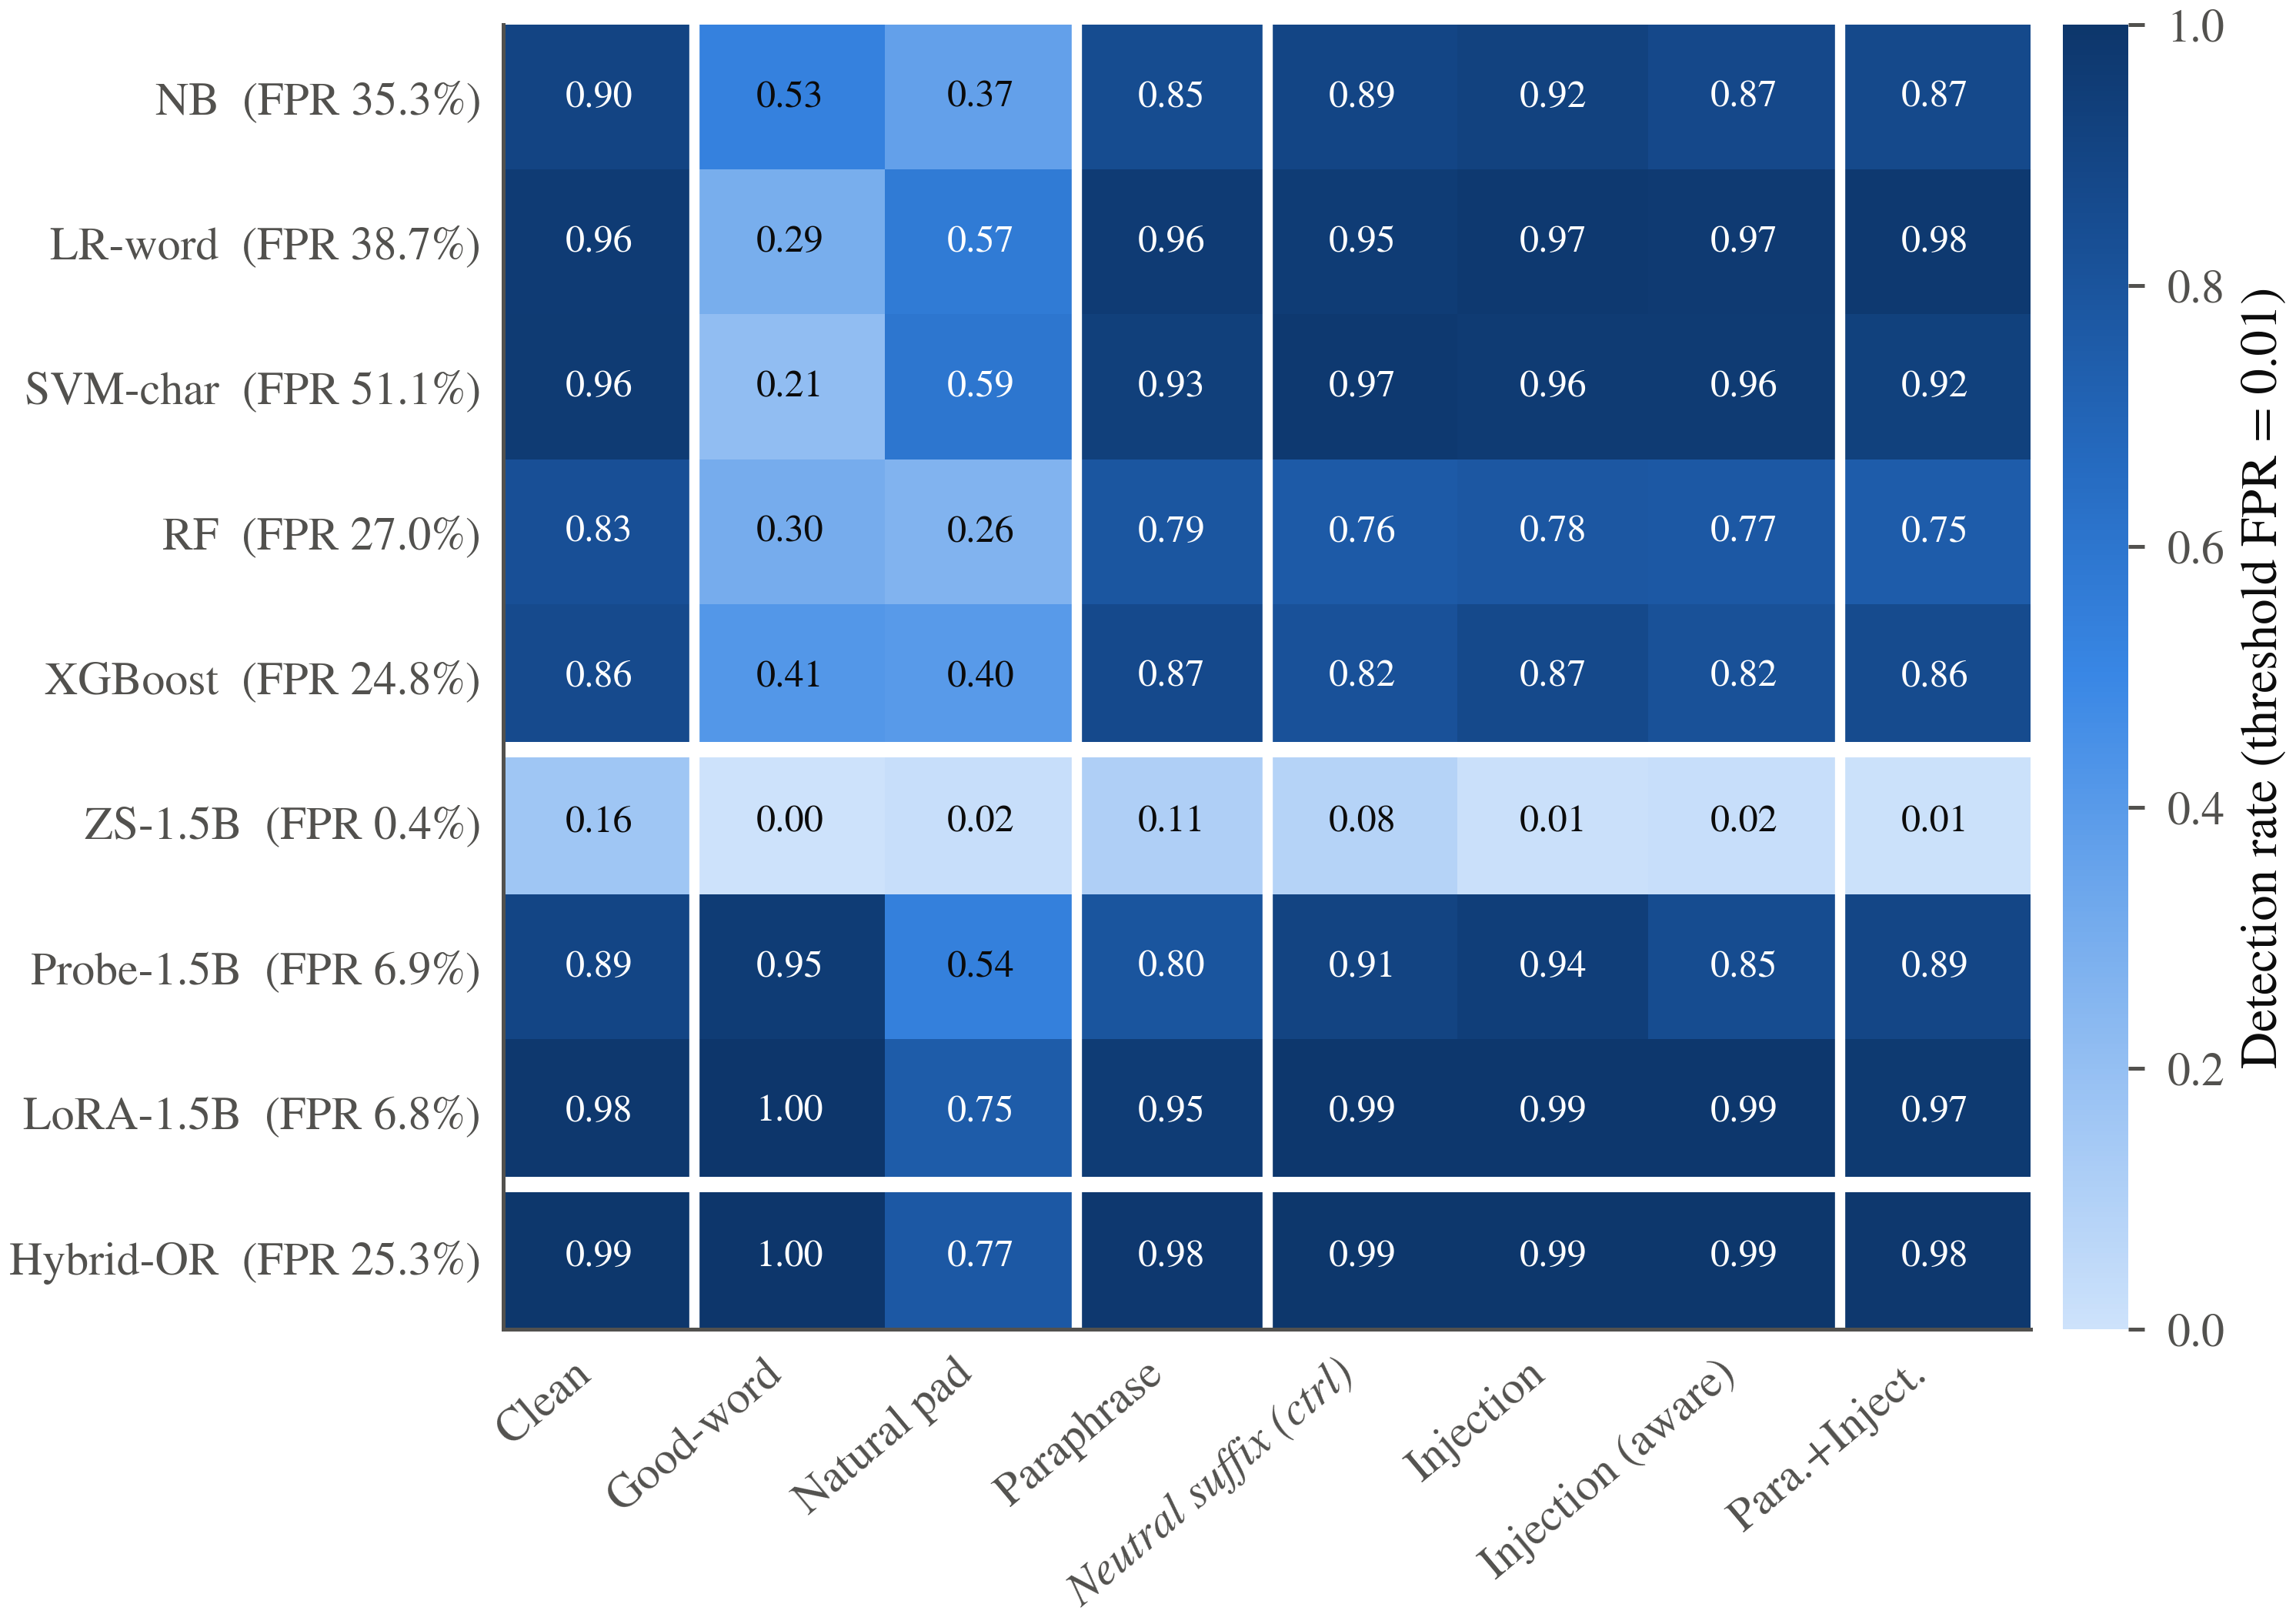 NB (FPR 35.3%) 0.90 0.53 0.37 0.85 0.89 0.92 0.87 0.87
LR-word (FPR 38.7%) 0.96 0.29 0.57 0.96 0.95 0.97 0.97 0.98
SVM-char (FPR 51.1%) 0.96 0.21 0.59 0.93 0.97 0.96 0.96 0.92
RF (FPR 27.0%) 0.83 0.30 0.26 0.79 0.76 0.78 0.77 0.75
XGBoost (FPR 24.8%) 0.86 0.41 0.40 0.87 0.82 0.87 0.82 0.86
ZS-1.5B (FPR 0.4%) 0.16 0.00 0.02 0.11 0.08 0.01 0.02 0.01
Probe-1.5B (FPR 6.9%) 0.89 0.95 0.54 0.80 0.91 0.94 0.85 0.89
LoRA-1.5B (FPR 6.8%) 0.98 1.00 0.75 0.95 0.99 0.99 0.99 0.97
Hybrid-OR (FPR 25.3%) 0.99 1.00 0.77 0.98 0.99 0.99 0.99 0.98
Clean
Good-word
Natural pad
Paraphrase
Neutral suffix (ctrl)
Injection
Injection (aware)
Para.+Inject.
1.0
0.8
0.6
0.4
0.2
0.0
Detection rate (threshold FPR = 0.01)